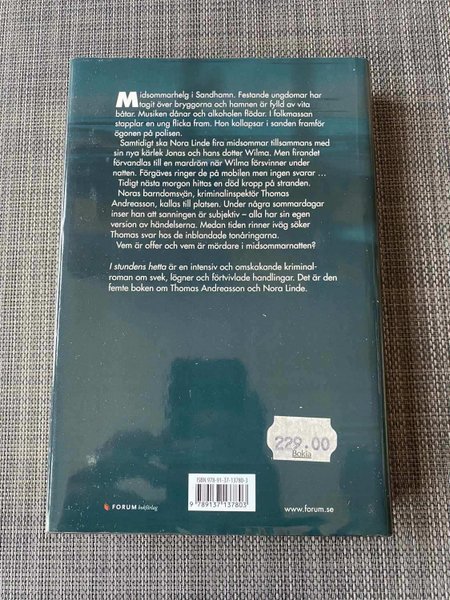 Midsommarhelg i Sandhamn. Festande ungdomar har
tagit över bryggorna och hamnen är fylld av vita
båtar. Musiken dånar och alkoholen flödar. I folkmassan
stapplar en ung flicka fram. Hon kollapsar i sanden framför
ögonen på polisen.
Samtidigt ska Nora Linde fira midsommar tillsammans med
sin nya kärlek Jonas och hans dotter Wilma. Men firandet
förvandlas till en mardröm när Wilma försvinner under
natten. Förgäves ringer de på mobilen men ingen svarar ...
Tidigt nästa morgon hittas en död kropp på stranden.
Noras barndomsvän, kriminalinspektör Thomas
Andreasson, kallas till platsen. Under några sommardagar
inser han att sanningen är subjektiv – alla har sin egen
version av händelserna. Medan tiden rinner iväg söker
Thomas svar hos de inblandade tonåringarna.
Vem är offer och vem är mördare i midsommarnatten?
I stundens hetta är en intensiv och omskakande kriminal-
roman om svek, lögner och förtvivlade handlingar. Det är den
femte boken om Thomas Andreasson och Nora Linde.
229.00
Bokia
ISBN 978-91-37-13780-3
9 789137 137803
FORUM bokförlag
www.forum.se